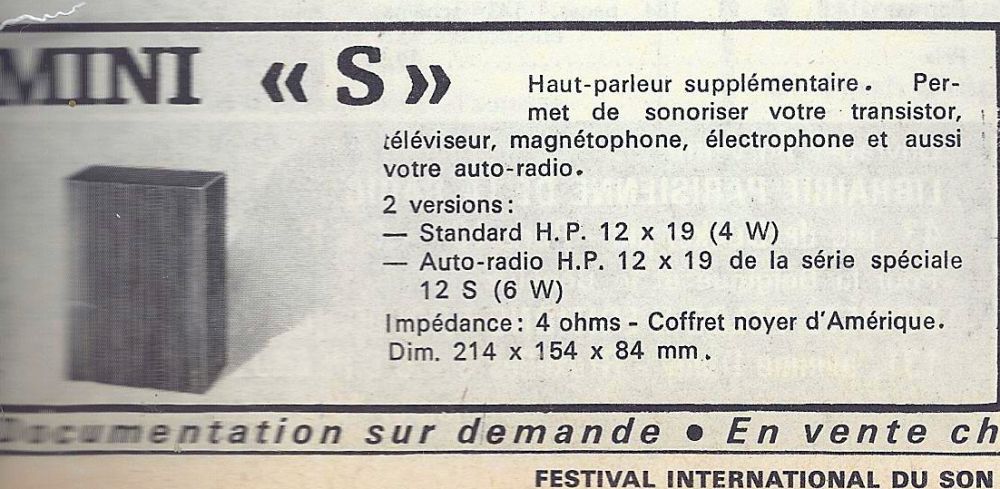 MINI « S »
Haut-parleur supplémentaire. Per-
met de sonoriser votre transistor,
téléviseur, magnétophone, électrophone et aussi
votre auto-radio.
2 versions :
— Standard H.P. 12 x 19 (4 W)
— Auto-radio H.P. 12 x 19 de la série spéciale
12 S (6 W)
Impédance : 4 ohms - Coffret noyer d'Amérique.
Dim. 214 x 154 x 84 mm.
Documentation sur demande • En vente ch
FESTIVAL INTERNATIONAL DU SON